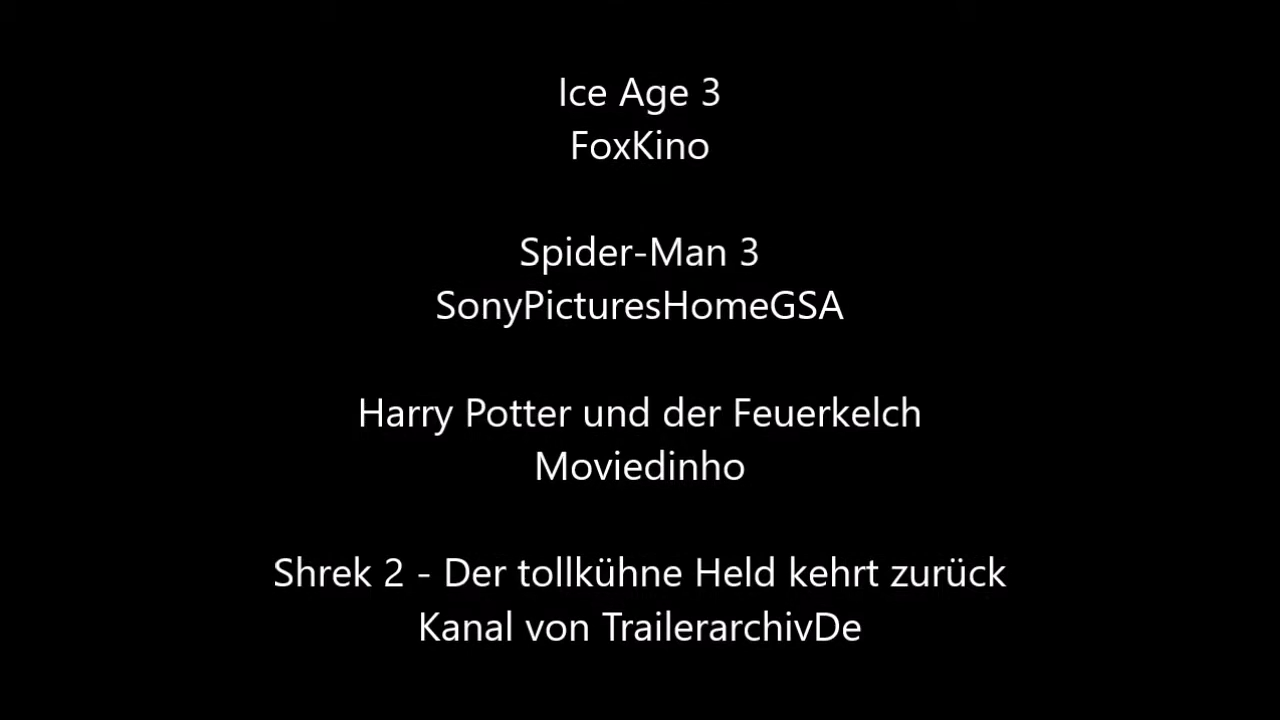 Ice Age 3
FoxKino
Spider-Man 3
SonyPicturesHomeGSA
Harry Potter und der Feuerkelch
Moviedinho
Shrek 2 - Der tollkühne Held kehrt zurück
Kanal von TrailerarchivDe